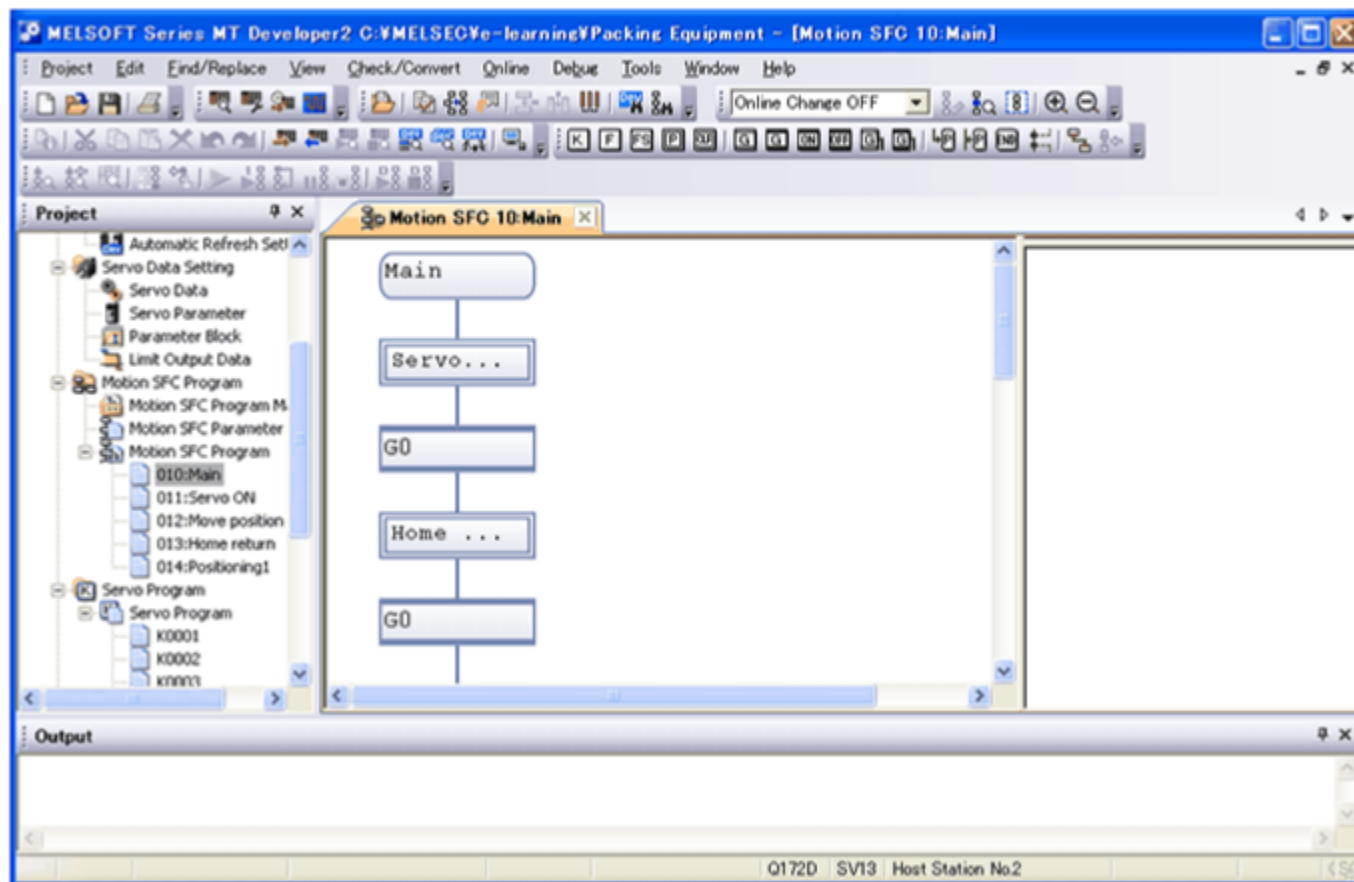 MELSOFT Series MT Developer2 C:¥MELSEC¥e-learning¥Packing Equipment - [Motion SFC 10:Main]
Project Edit Find/Replace View Check/Convert Online Debug Tools Window Help
Online Change OFF
K F FS P G G ON OFF
Project
Motion SFC 10:Main
Automatic Refresh Sett
Servo Data Setting
Servo Data
Servo Parameter
Parameter Block
Limit Output Data
Motion SFC Program
Motion SFC Program M
Motion SFC Parameter
Motion SFC Program
010:Main
011:Servo ON
012:Move position
013:Home return
014:Positioning1
Servo Program
Servo Program
K0001
K0002
K0003
Main
Servo...
G0
Home ...
G0
Output
Q172D SV13 Host Station No.2